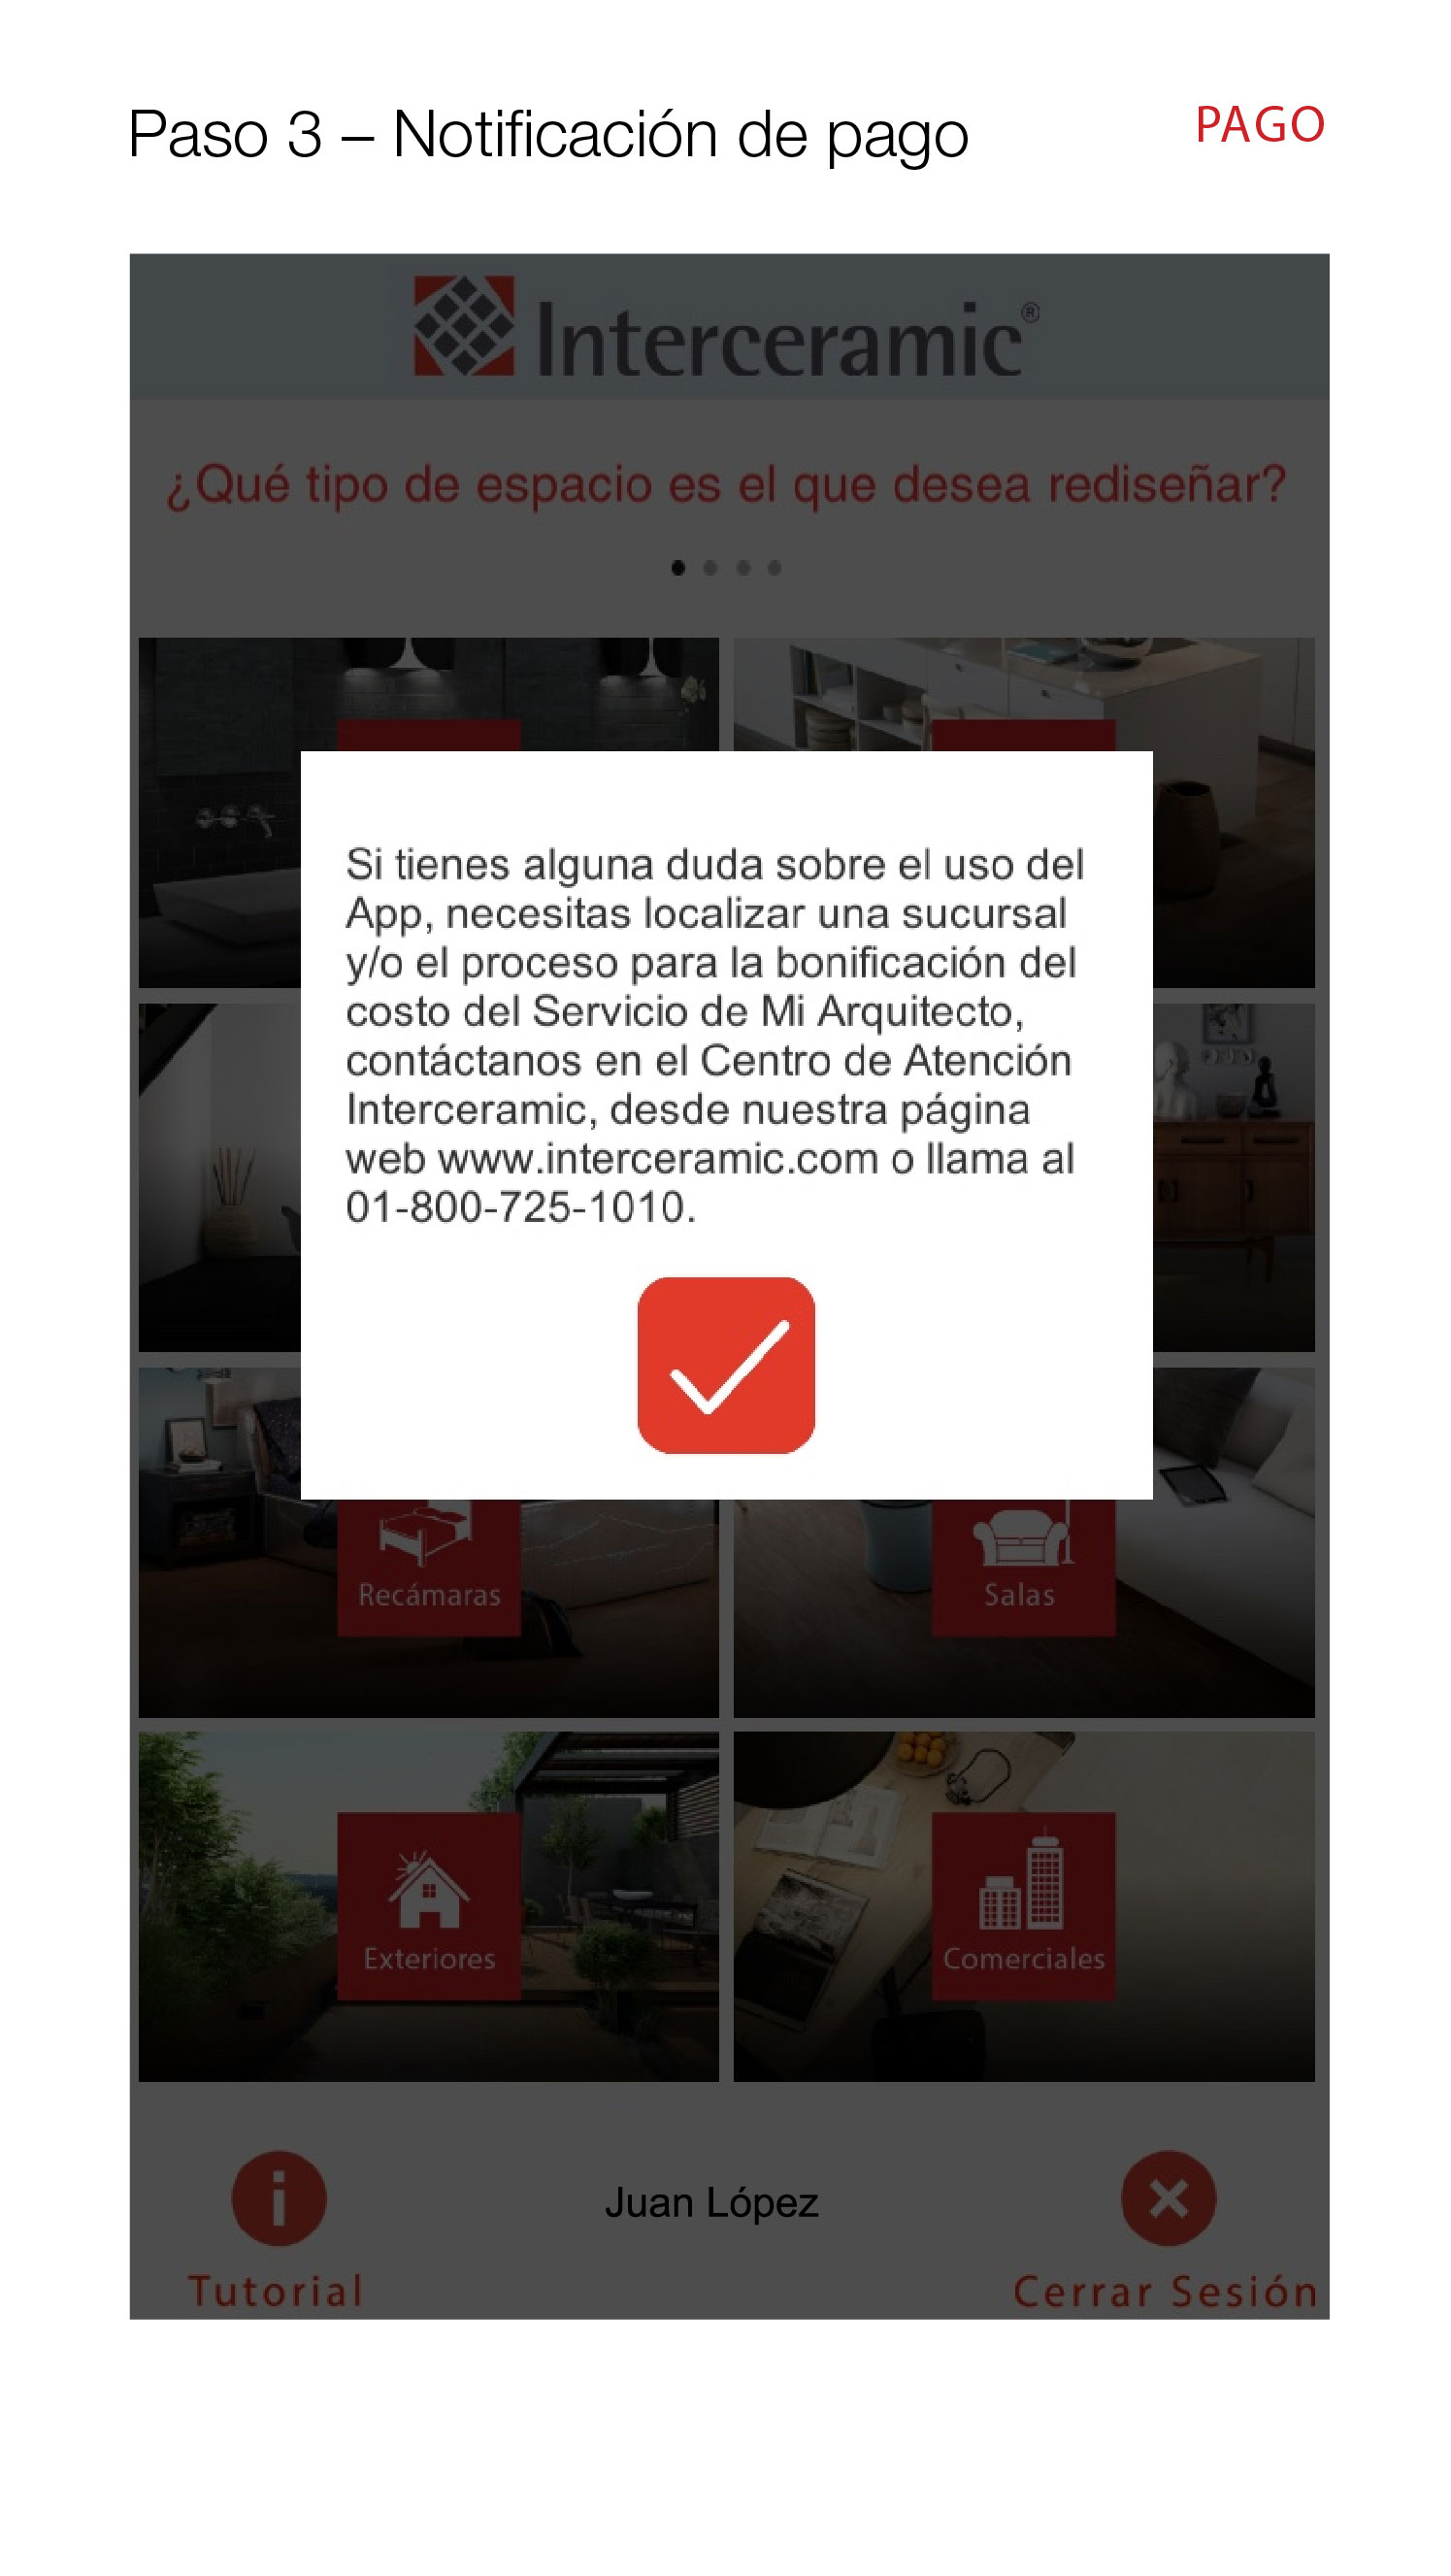 Paso 3 – Notificación de pago
PAGO
Interceramic®
¿Qué tipo de espacio es el que desea rediseñar?
Si tienes alguna duda sobre el uso del
App, necesitas localizar una sucursal
y/o el proceso para la bonificación del
costo del Servicio de Mi Arquitecto,
contáctanos en el Centro de Atención
Interceramic, desde nuestra página
web www.interceramic.com o llama al
01-800-725-1010.
Recámaras
Salas
Exteriores
Comerciales
Juan López
Tutorial
Cerrar Sesión